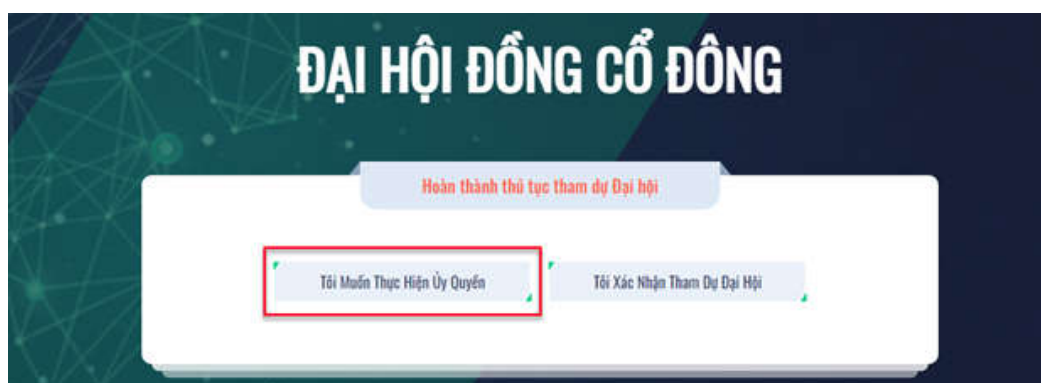 ĐẠI HỘI ĐỒNG CỔ ĐÔNG
Hoàn thành thủ tục tham dự Đại hội
Tôi Muốn Thực Hiện Ủy Quyền
Tôi Xác Nhận Tham Dự Đại Hội